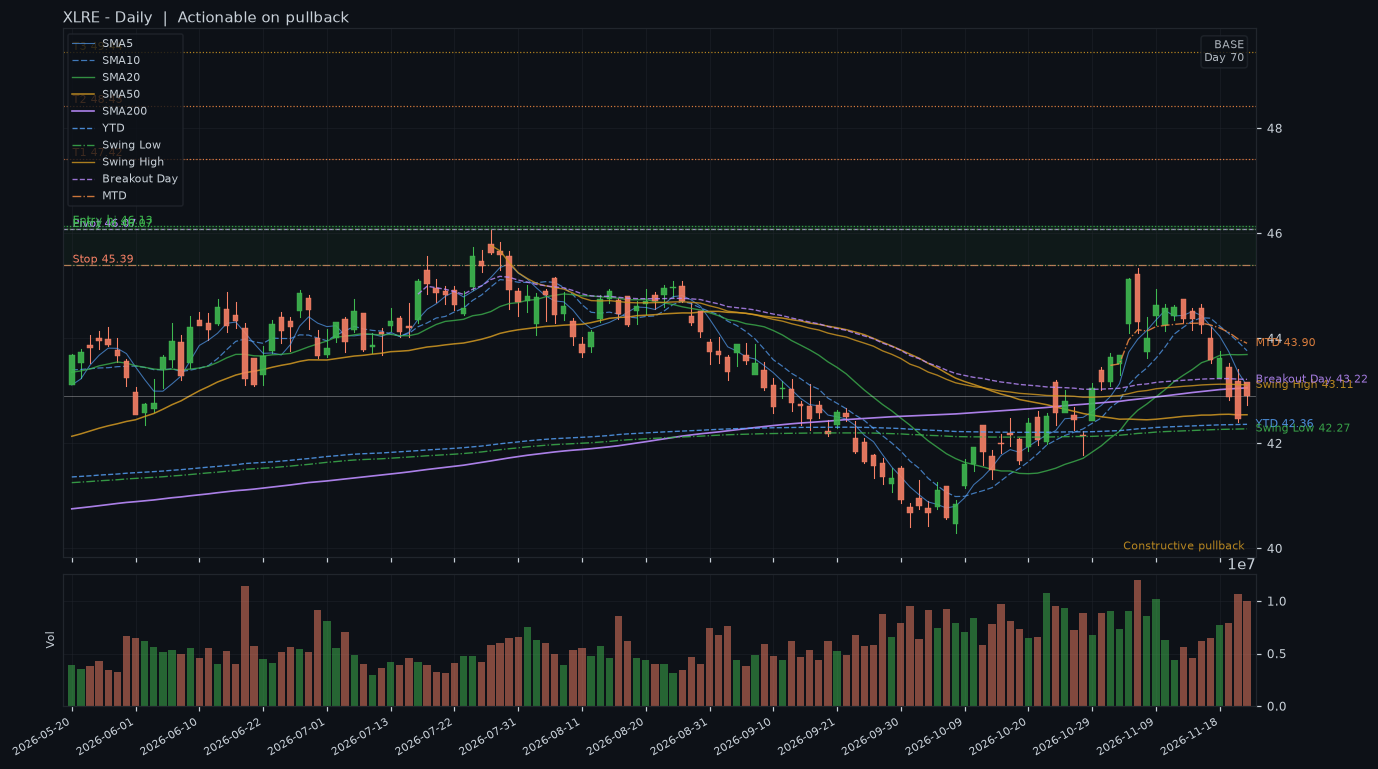 XLRE - Daily | Actionable on pullback
SMA5
SMA10
SMA20
SMA50
SMA200
YTD
Swing Low
Swing High
Breakout Day
MTD
BASE
Day 70
Stop 45.39
48
46
44
42
40
MTD 43.90
Breakout Day 43.22
Swing High 43.11
YTD 42.36
Swing Low 42.27
Constructive pullback
1e7
Vol
1.0
0.5
0.0
2026-05-20
2026-06-01
2026-06-10
2026-06-22
2026-07-01
2026-07-13
2026-07-22
2026-07-31
2026-08-11
2026-08-20
2026-08-31
2026-09-10
2026-09-21
2026-09-30
2026-10-09
2026-10-20
2026-10-29
2026-11-09
2026-11-18